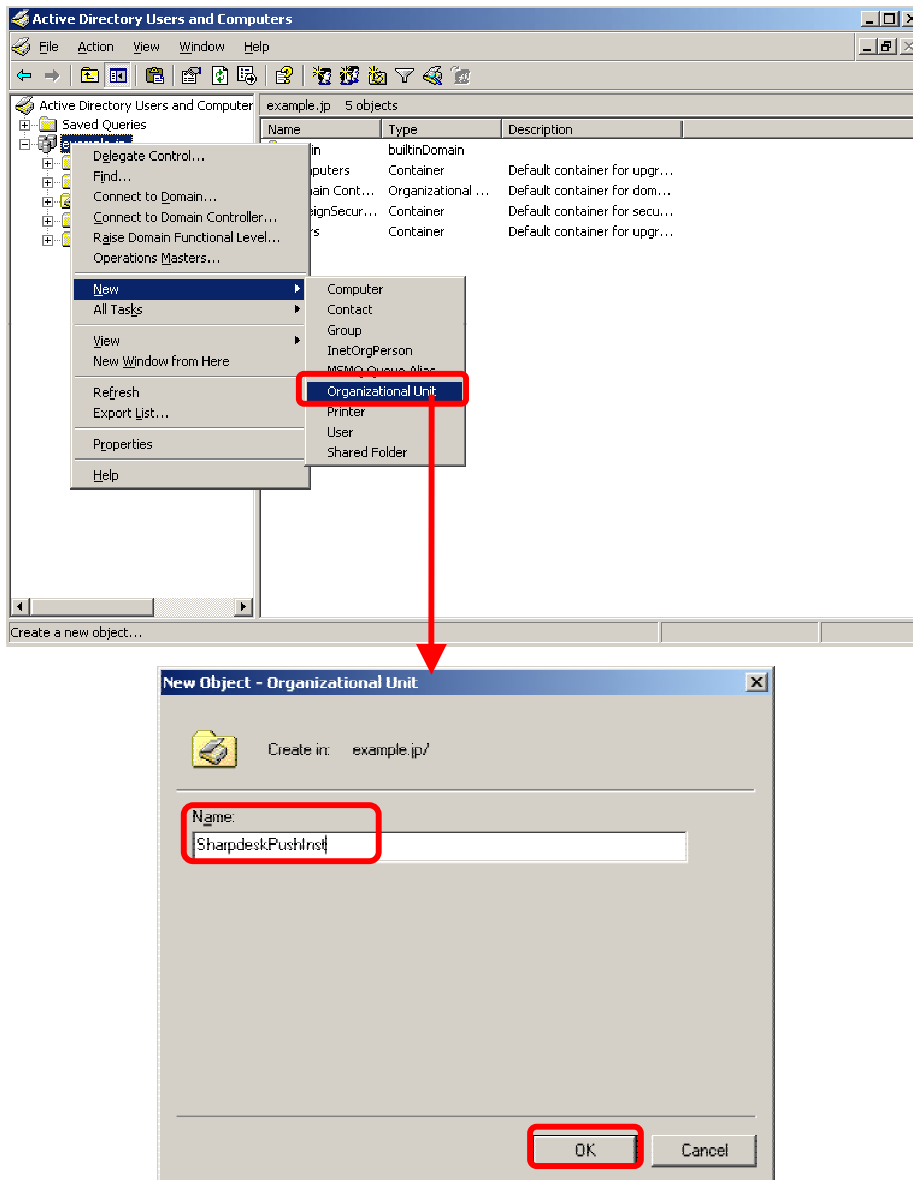 Active Directory Users and Computers
File Action View Window Help
Active Directory Users and Computer
example.jp 5 objects
Saved Queries
Name Type Description
builtinDomain
Container Default container for upgr...
Organizational ... Default container for dom...
Container Default container for secu...
Container Default container for upgr...
Delegate Control...
Find...
Connect to Domain...
Connect to Domain Controller...
Raise Domain Functional Level...
Operations Masters...
New
All Tasks
View
New Window from Here
Refresh
Export List...
Properties
Help
Computer
Contact
Group
InetOrgPerson
MSMQ Queue Alias
Organizational Unit
Printer
User
Shared Folder
Create a new object...
New Object - Organizational Unit
Create in: example.jp/
Name:
SharpdeskPushInst
OK Cancel